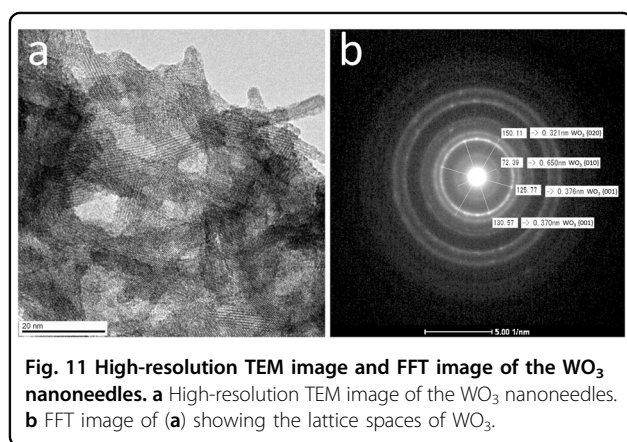 a
b
150.11 -> 0.321nm WO₃ (020)
72.39 -> 0.650nm WO₃ (010)
125.77 -> 0.376nm WO₃ (001)
130.57 -> 0.370nm WO₃ (001)
20 nm
5.00 1/nm
Fig. 11 High-resolution TEM image and FFT image of the WO₃
nanoneedles. a High-resolution TEM image of the WO₃ nanoneedles.
b FFT image of (a) showing the lattice spaces of WO₃.